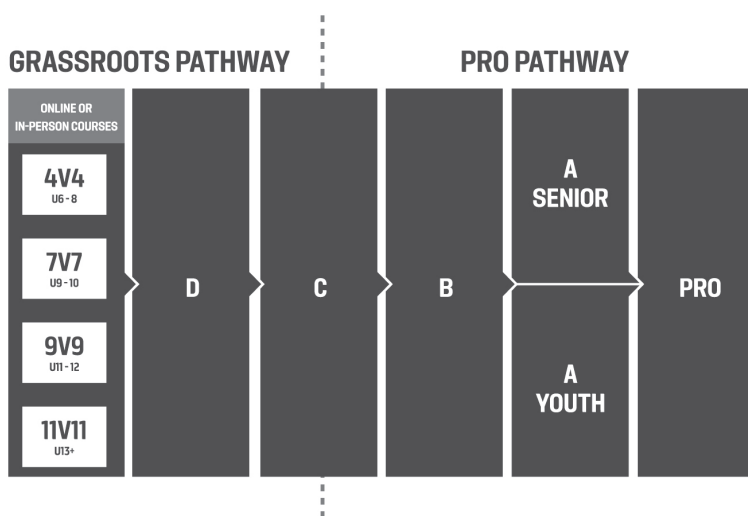 GRASSROOTS PATHWAY
PRO PATHWAY
ONLINE OR
IN-PERSON COURSES
4V4
U6 - 8
7V7
U9 - 10
9V9
U11 - 12
11V11
U13+
D
C
B
A
SENIOR
A
YOUTH
PRO